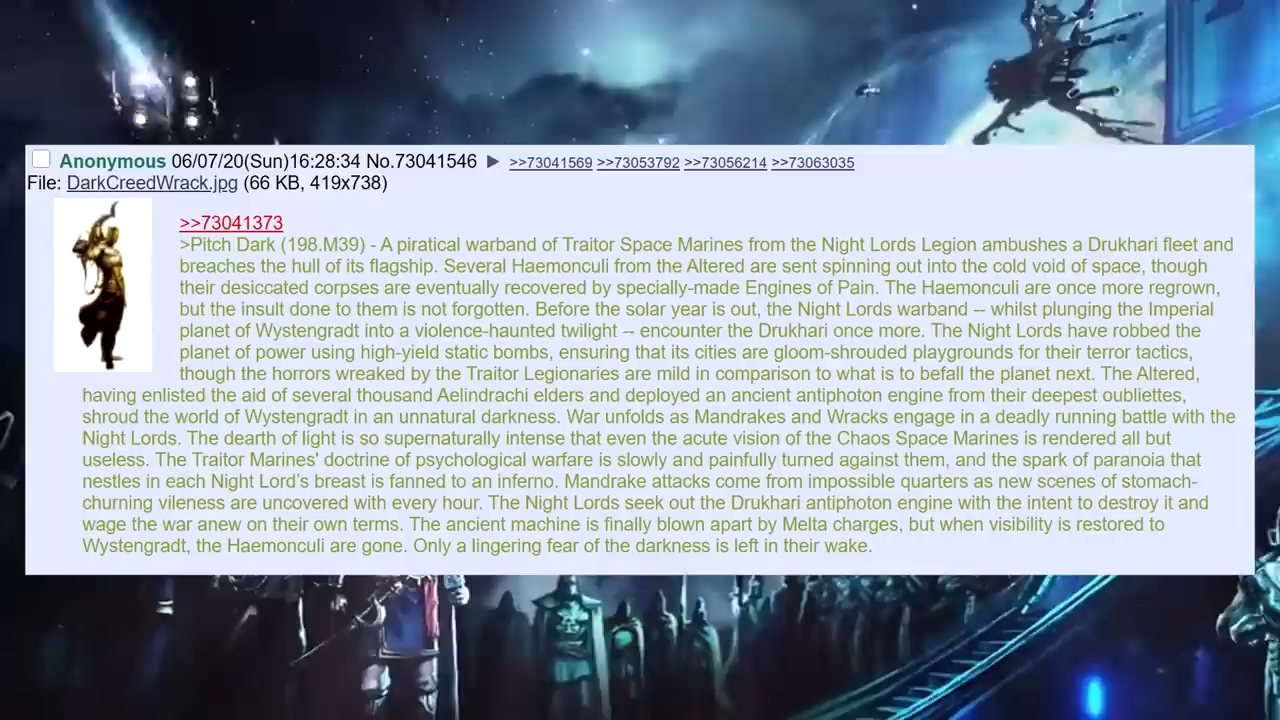 Anonymous 06/07/20(Sun)16:28:34 No.73041546 ▶ >>73041569 >>73053792 >>73056214 >>73063035
File: DarkCreedWrack.jpg (66 KB, 419x738)
>>73041373
>Pitch Dark (198.M39) - A piratical warband of Traitor Space Marines from the Night Lords Legion ambushes a Drukhari fleet and
breaches the hull of its flagship. Several Haemonculi from the Altered are sent spinning out into the cold void of space, though
their desiccated corpses are eventually recovered by specially-made Engines of Pain. The Haemonculi are once more regrown,
but the insult done to them is not forgotten. Before the solar year is out, the Night Lords warband -- whilst plunging the Imperial
planet of Wystengradt into a violence-haunted twilight -- encounter the Drukhari once more. The Night Lords have robbed the
planet of power using high-yield static bombs, ensuring that its cities are gloom-shrouded playgrounds for their terror tactics,
though the horrors wreaked by the Traitor Legionaries are mild in comparison to what is to befall the planet next. The Altered,
having enlisted the aid of several thousand Aelindrachi elders and deployed an ancient antiphoton engine from their deepest oubliettes,
shroud the world of Wystengradt in an unnatural darkness. War unfolds as Mandrakes and Wracks engage in a deadly running battle with the
Night Lords. The dearth of light is so supernaturally intense that even the acute vision of the Chaos Space Marines is rendered all but
useless. The Traitor Marines' doctrine of psychological warfare is slowly and painfully turned against them, and the spark of paranoia that
nestles in each Night Lord's breast is fanned to an inferno. Mandrake attacks come from impossible quarters as new scenes of stomach-
churning vileness are uncovered with every hour. The Night Lords seek out the Drukhari antiphoton engine with the intent to destroy it and
wage the war anew on their own terms. The ancient machine is finally blown apart by Melta charges, but when visibility is restored to
Wystengradt, the Haemonculi are gone. Only a lingering fear of the darkness is left in their wake.